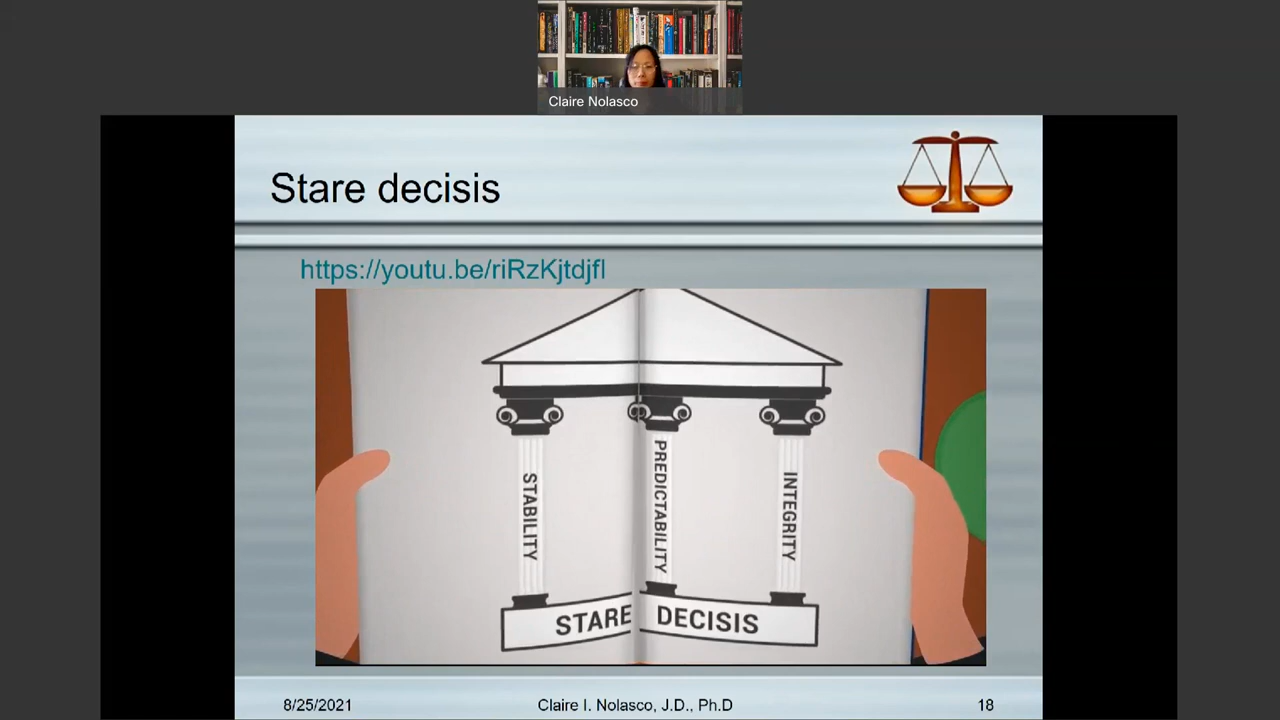 Claire Nolasco
Stare decisis
https://youtu.be/riRzKjtdjfI
STABILITY
PREDICTABILITY
INTEGRITY
STARE DECISIS
8/25/2021
Claire I. Nolasco, J.D., Ph.D
18